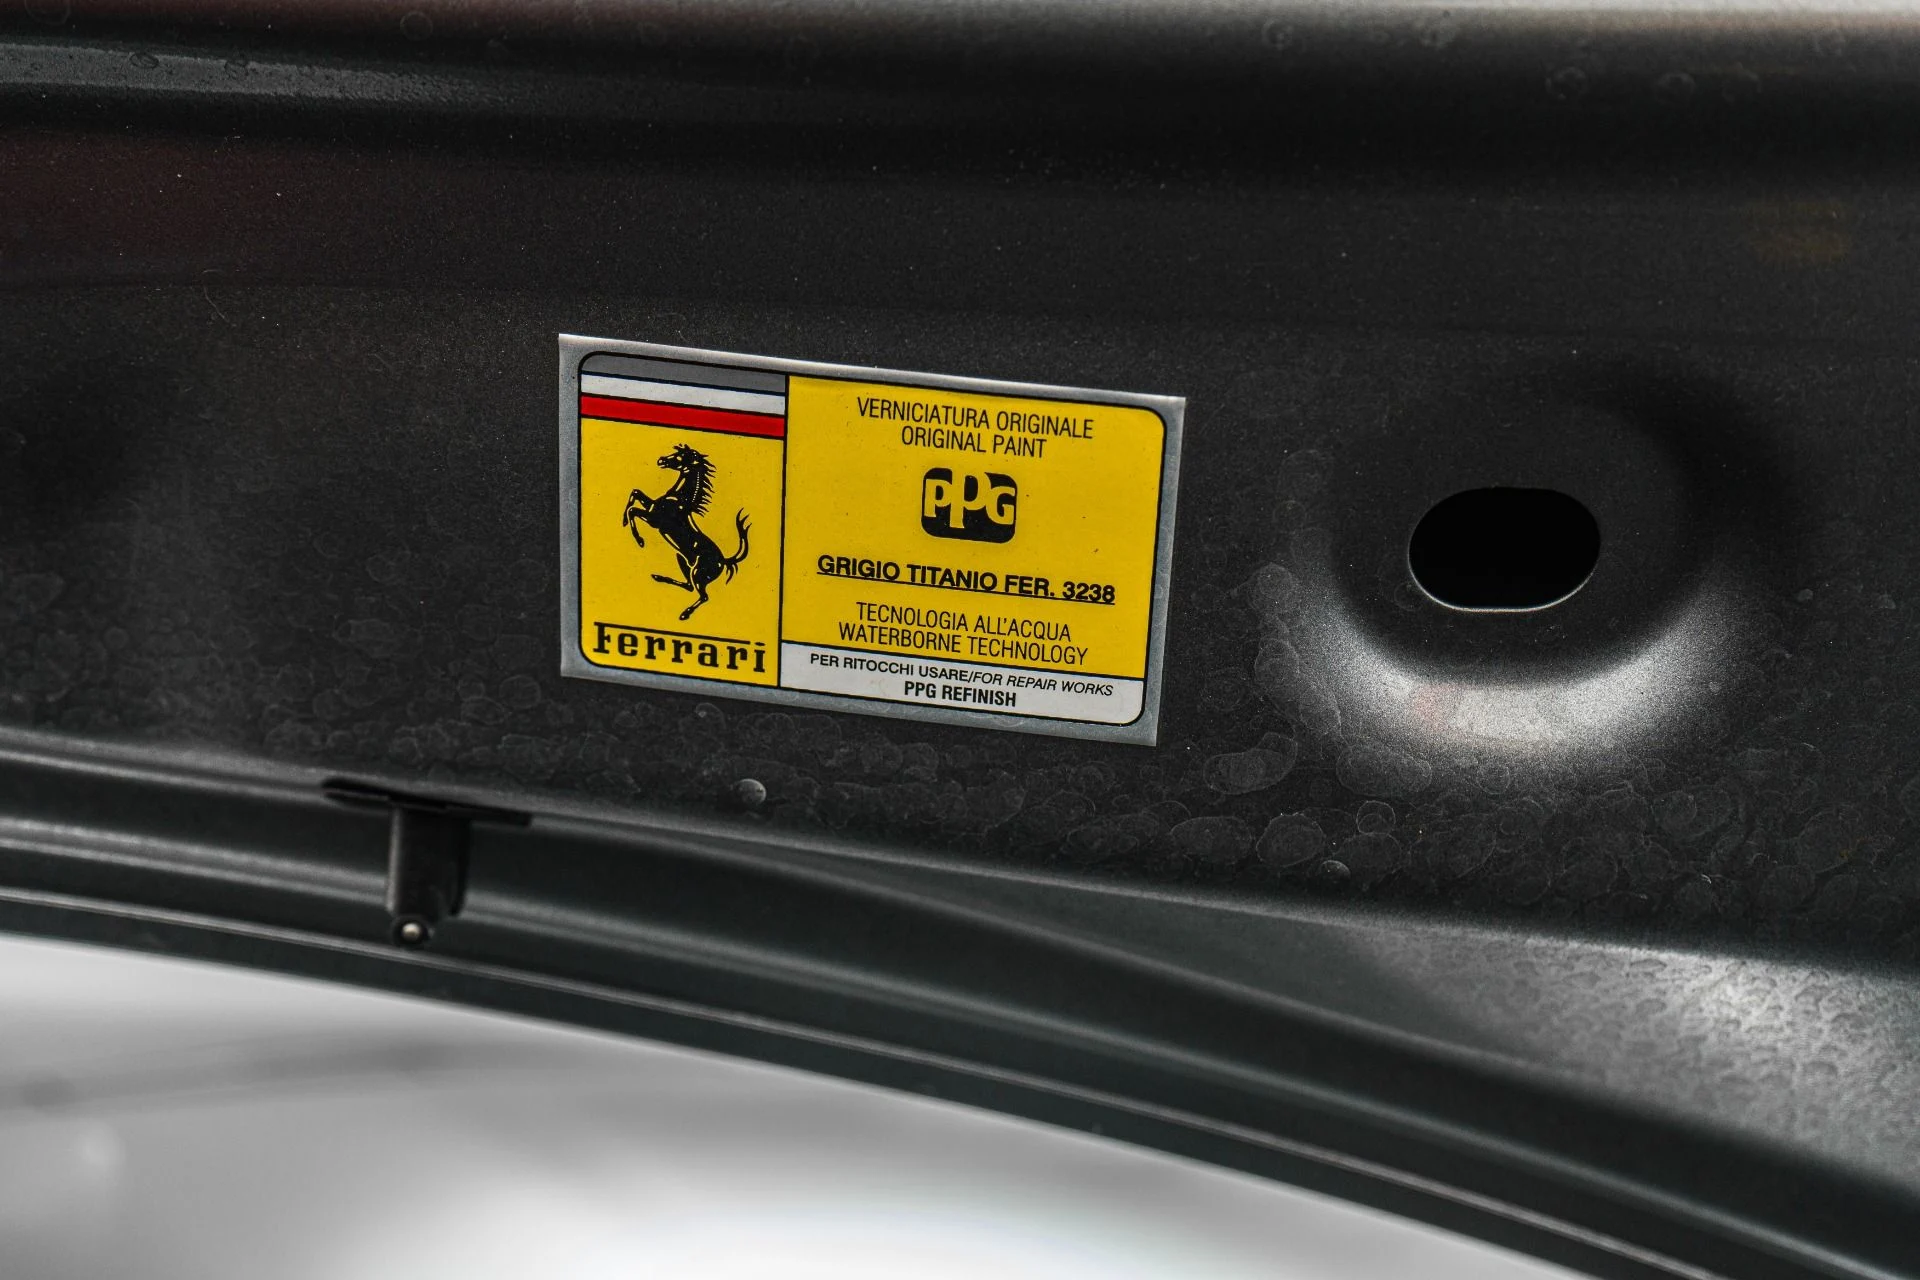 Ferrari
VERNICIATURA ORIGINALE
ORIGINAL PAINT
PPG
GRIGIO TITANIO FER. 3238
TECNOLOGIA ALL'ACQUA
WATERBORNE TECHNOLOGY
PER RITOCCHI USARE/FOR REPAIR WORKS
PPG REFINISH